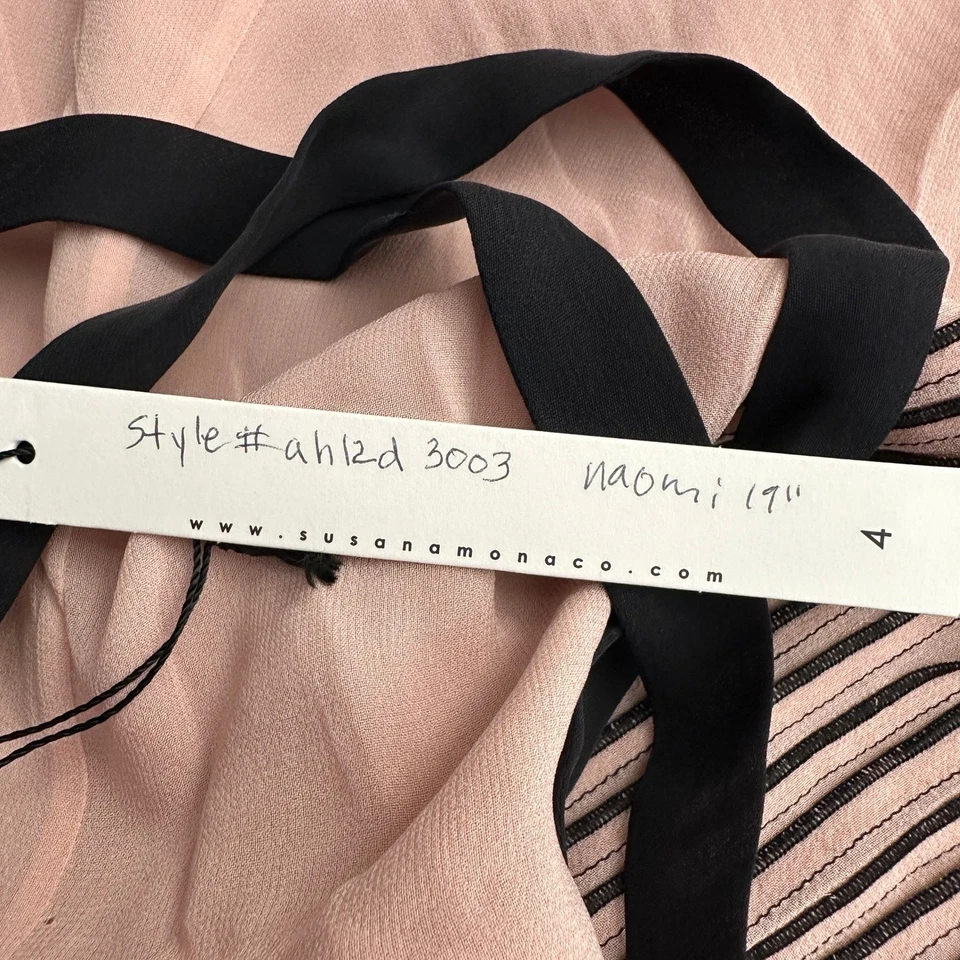 style# ah12d 3003 naomi 19"
www.susanamonaco.com
4